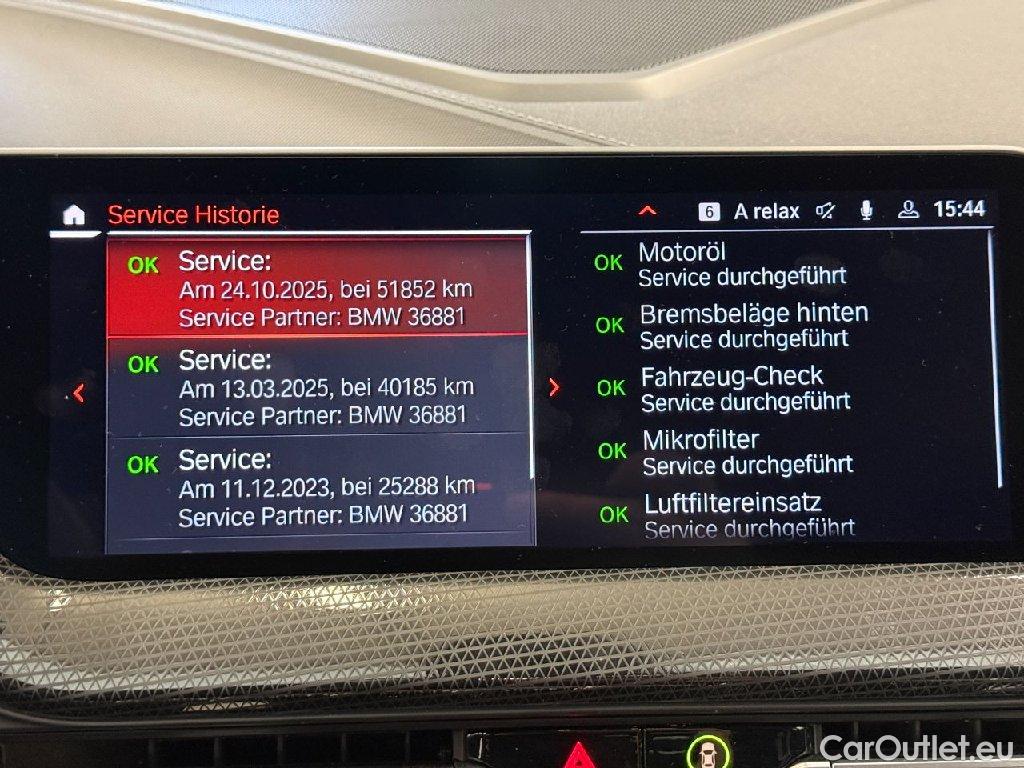 Service Historie
6 A relax 15:44
OK Service:
Am 24.10.2025, bei 51852 km
Service Partner: BMW 36881
OK Service:
Am 13.03.2025, bei 40185 km
Service Partner: BMW 36881
OK Service:
Am 11.12.2023, bei 25288 km
Service Partner: BMW 36881
OK Motoröl
Service durchgeführt
OK Bremsbeläge hinten
Service durchgeführt
OK Fahrzeug-Check
Service durchgeführt
OK Mikrofilter
Service durchgeführt
OK Luftfiltereinsatz
Service durchgeführt
CarOutlet.eu